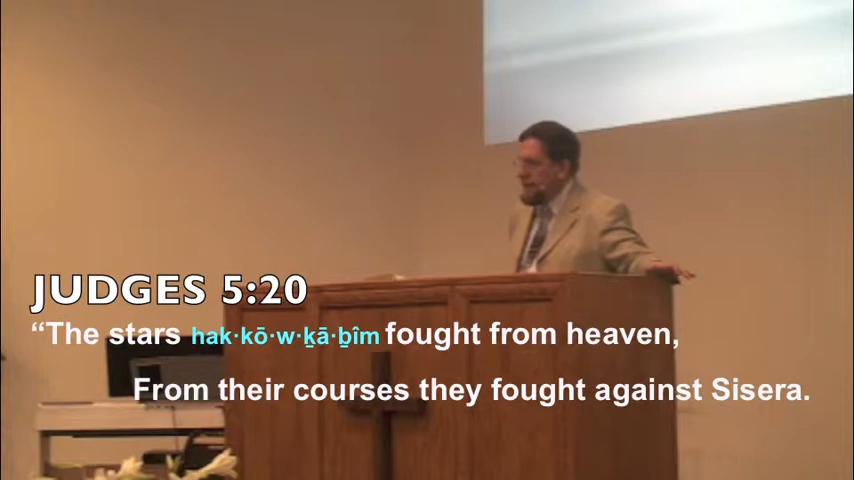 JUDGES 5:20
“The stars hak·kō·w·ḵā·ḇîm fought from heaven,
From their courses they fought against Sisera.